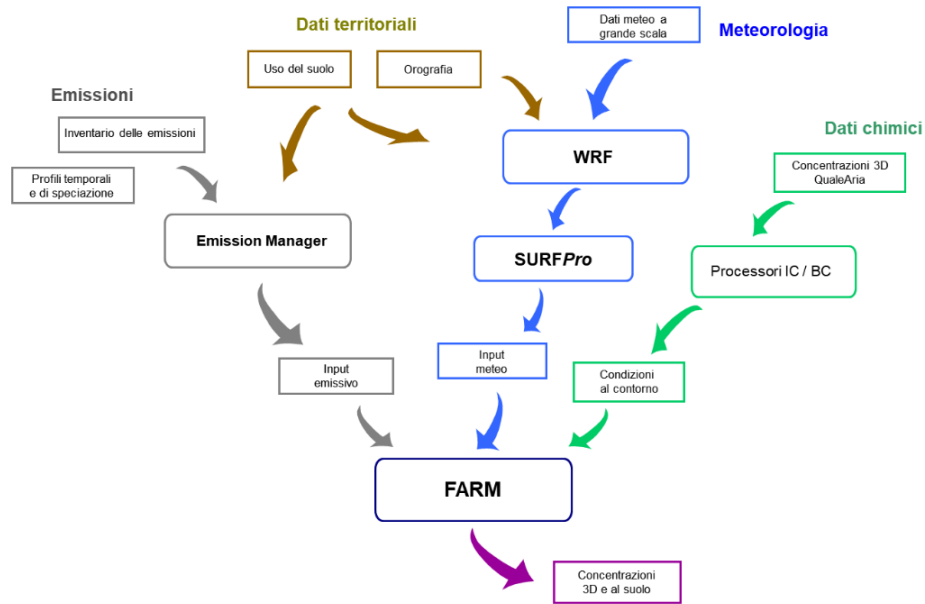 Dati territoriali
Dati meteo a
grande scala
Meteorologia
Uso del suolo
Orografia
Emissioni
Inventario delle emissioni
Dati chimici
WRF
Profili temporali
e di speciazione
Concentrazioni 3D
QualeAria
Emission Manager
SURFPro
Processori IC / BC
Input
emissivo
Input
meteo
Condizioni
al contorno
FARM
Concentrazioni
3D e al suolo